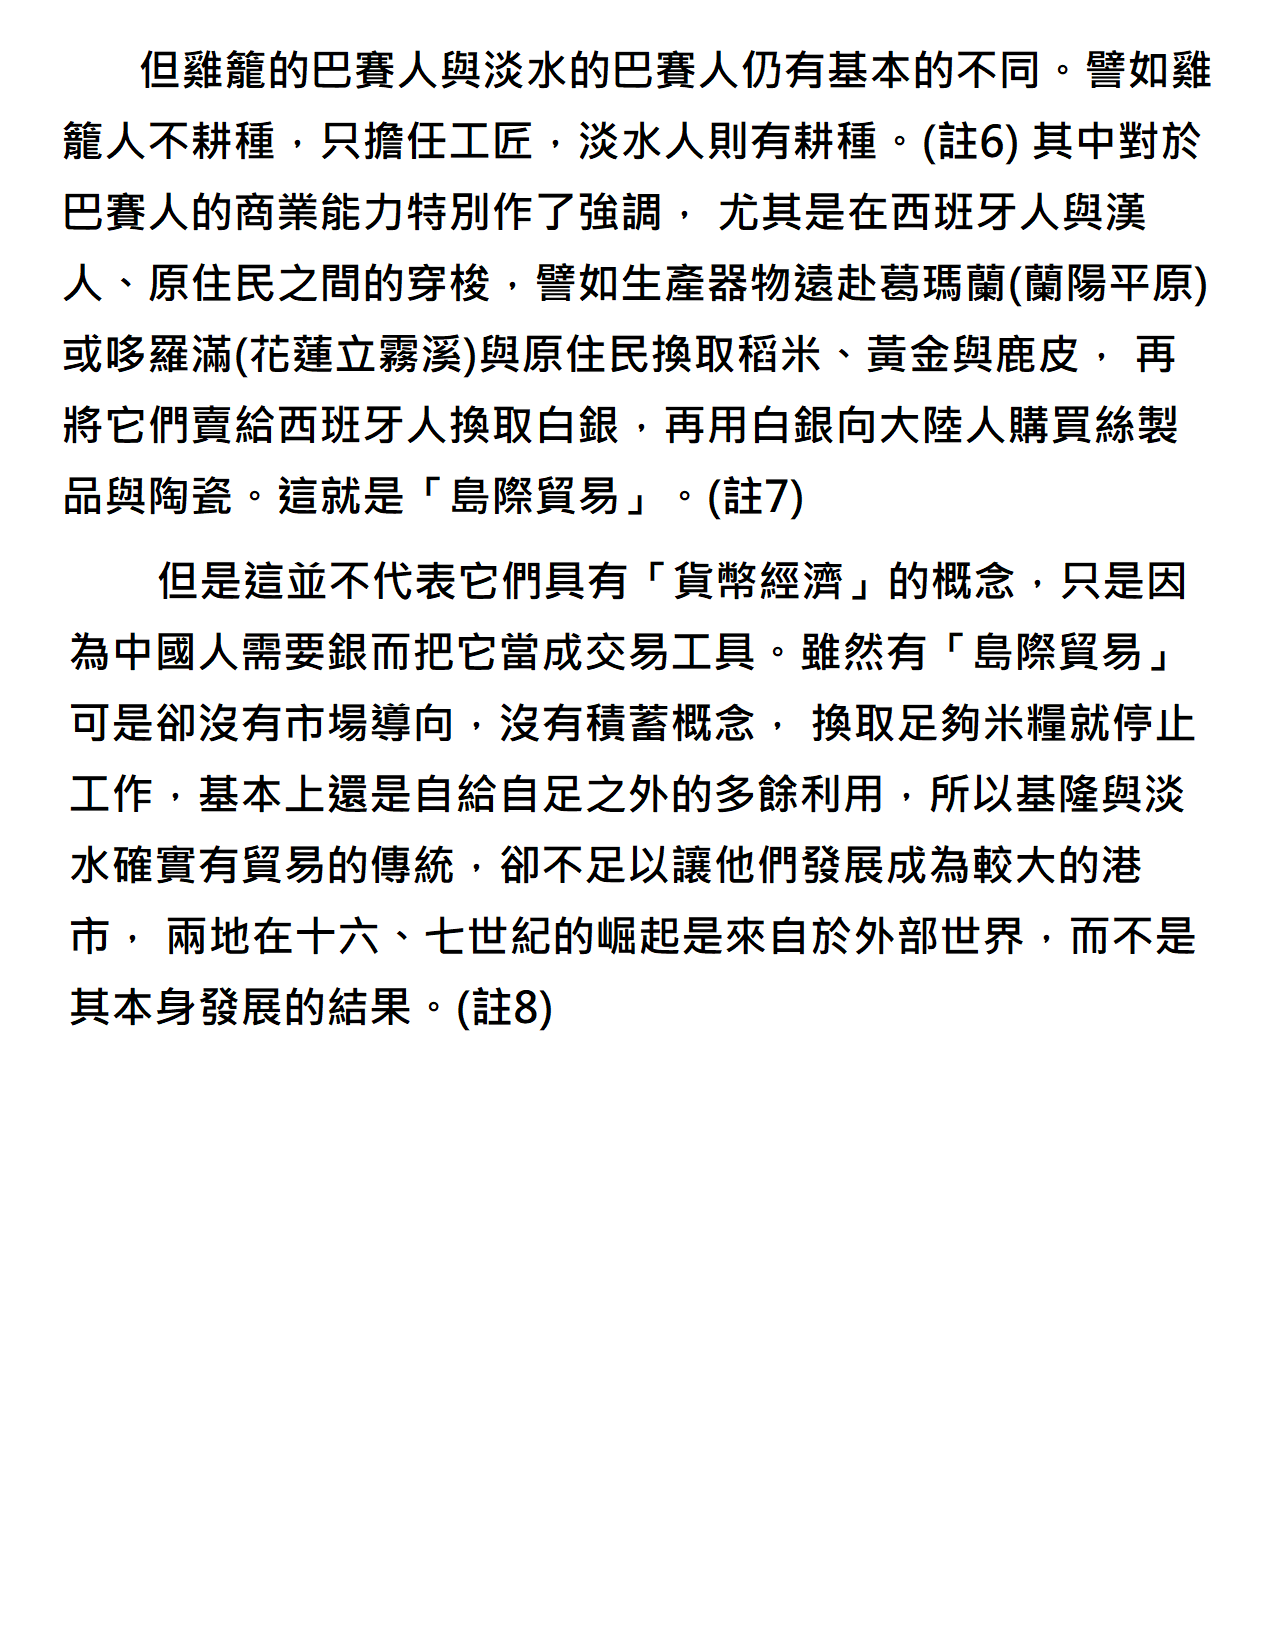 但雞籠的巴賽人與淡水的巴賽人仍有基本的不同。譬如雞
籠人不耕種，只擔任工匠，淡水人則有耕種。(註6) 其中對於
巴賽人的商業能力特別作了強調， 尤其是在西班牙人與漢
人、原住民之間的穿梭，譬如生產器物遠赴葛瑪蘭(蘭陽平原)
或哆羅滿(花蓮立霧溪)與原住民換取稻米、黃金與鹿皮， 再
將它們賣給西班牙人換取白銀，再用白銀向大陸人購買絲製
品與陶瓷。這就是「島際貿易」。(註7)
但是這並不代表它們具有「貨幣經濟」的概念，只是因
為中國人需要銀而把它當成交易工具。雖然有「島際貿易」
可是卻沒有市場導向，沒有積蓄概念， 換取足夠米糧就停止
工作，基本上還是自給自足之外的多餘利用，所以基隆與淡
水確實有貿易的傳統，卻不足以讓他們發展成為較大的港
市， 兩地在十六、七世紀的崛起是來自於外部世界，而不是
其本身發展的結果。(註8)